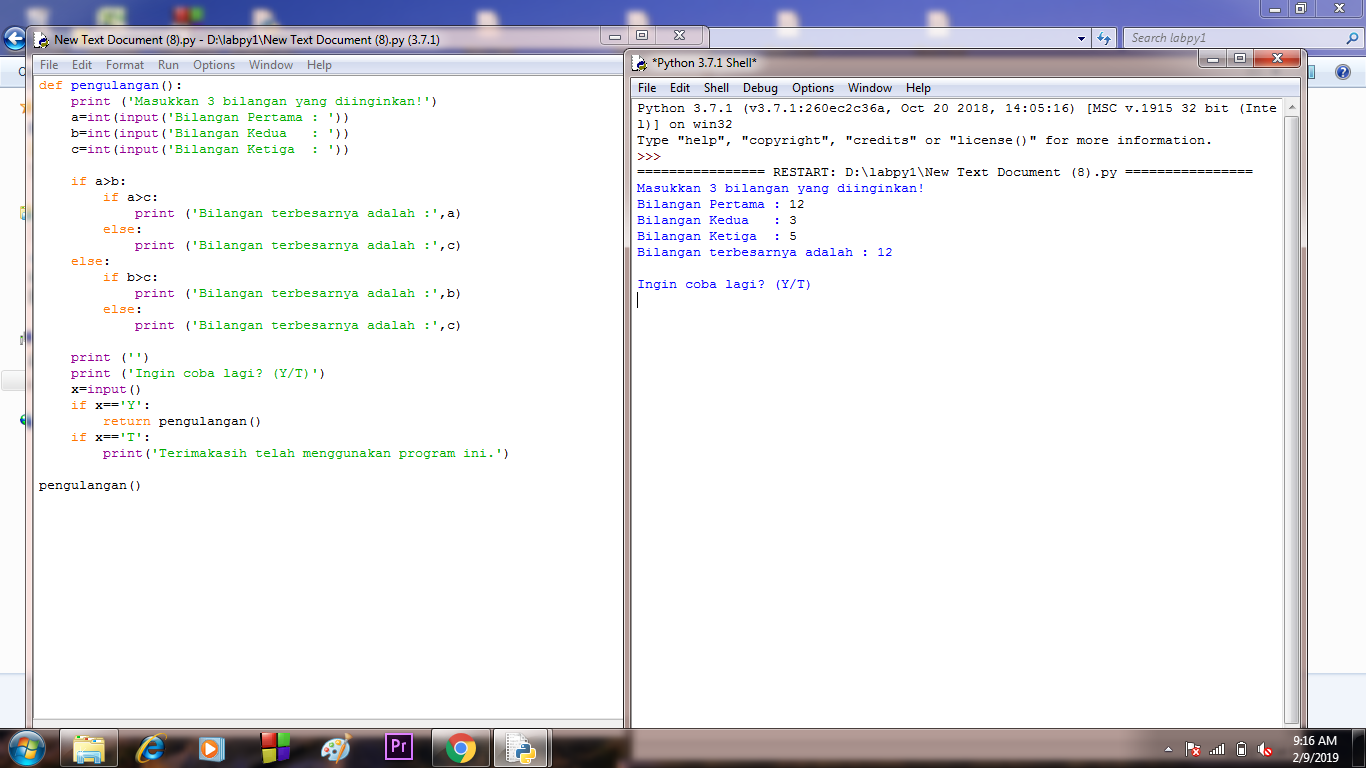 New Text Document (8).py - D:\labpy1\New Text Document (8).py (3.7.1)
File Edit Format Run Options Window Help
def pengulangan():
    print ('Masukkan 3 bilangan yang diinginkan!')
    a=int(input('Bilangan Pertama : '))
    b=int(input('Bilangan Kedua   : '))
    c=int(input('Bilangan Ketiga  : '))
    if a>b:
        if a>c:
            print ('Bilangan terbesarnya adalah :',a)
        else:
            print ('Bilangan terbesarnya adalah :',c)
    else:
        if b>c:
            print ('Bilangan terbesarnya adalah :',b)
        else:
            print ('Bilangan terbesarnya adalah :',c)
    print ('')
    print ('Ingin coba lagi? (Y/T)')
    x=input()
    if x=='Y':
        return pengulangan()
    if x=='T':
        print('Terimakasih telah menggunakan program ini.')
pengulangan()
Search labpy1
*Python 3.7.1 Shell*
File Edit Shell Debug Options Window Help
Python 3.7.1 (v3.7.1:260ec2c36a, Oct 20 2018, 14:05:16) [MSC v.1915 32 bit (Inte
l)] on win32
Type "help", "copyright", "credits" or "license()" for more information.
>>>
================ RESTART: D:\labpy1\New Text Document (8).py ================
Masukkan 3 bilangan yang diinginkan!
Bilangan Pertama : 12
Bilangan Kedua   : 3
Bilangan Ketiga  : 5
Bilangan terbesarnya adalah : 12
Ingin coba lagi? (Y/T)
Pr
9:16 AM
2/9/2019